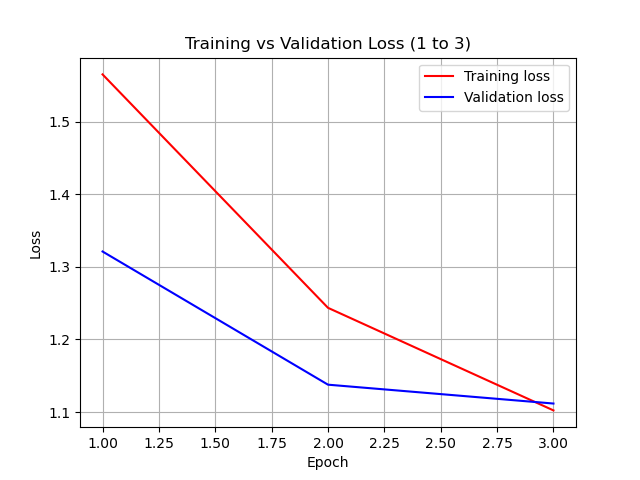 Training vs Validation Loss (1 to 3)
Training loss
Validation loss
Loss
1.5
1.4
1.3
1.2
1.1
1.00 1.25 1.50 1.75 2.00 2.25 2.50 2.75 3.00
Epoch